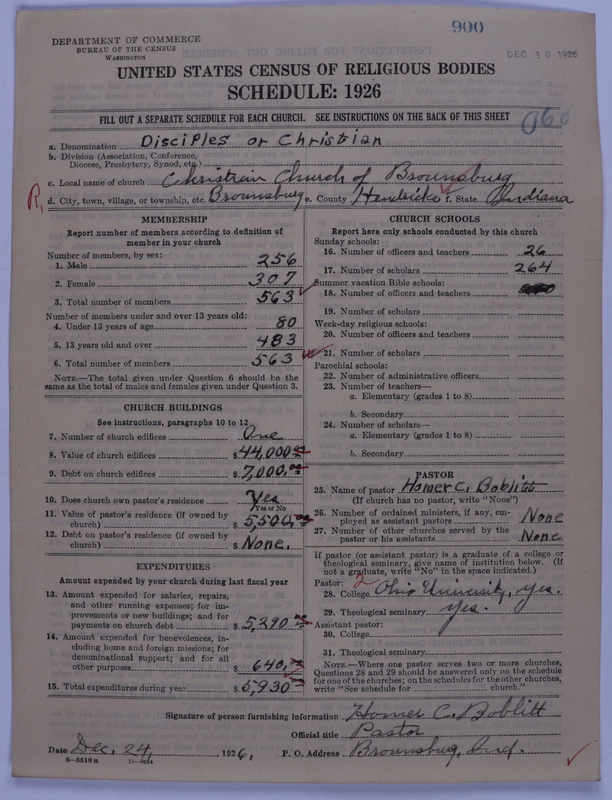 900
DEPARTMENT OF COMMERCE
BUREAU OF THE CENSUS
WASHINGTON
DEC 30 1926
UNITED STATES CENSUS OF RELIGIOUS BODIES
SCHEDULE: 1926
FILL OUT A SEPARATE SCHEDULE FOR EACH CHURCH. SEE INSTRUCTIONS ON THE BACK OF THIS SHEET
a. Denomination Disciples or Christian
b. Division (Association, Conference, Diocese, Presbytery, Synod, etc.)
c. Local name of church Christian Church of Brownsburg
R. d. City, town, village, or township, etc. Brownsburg e. County Hendricks f. State Indiana
MEMBERSHIP
Report number of members according to definition of
member in your church
Number of members, by sex:
1. Male 256
2. Female 307
3. Total number of members 563
Number of members under and over 13 years old:
4. Under 13 years of age 80
5. 13 years old and over 483
6. Total number of members 563
NOTE.—The total given under Question 6 should be the
same as the total of males and females given under Question 3.
CHURCH BUILDINGS
See instructions, paragraphs 10 to 12
7. Number of church edifices One
8. Value of church edifices $44,000.00
9. Debt on church edifices $7,000.00
10. Does church own pastor's residence Yes
Yes or No
11. Value of pastor's residence (if owned by
church) $5,500.00
12. Debt on pastor's residence (if owned by
church) $None.
EXPENDITURES
Amount expended by your church during last fiscal year
13. Amount expended for salaries, repairs,
and other running expenses; for im-
provements or new buildings; and for
payments on church debt $5,290.00
14. Amount expended for benevolences, in-
cluding home and foreign missions; for
denominational support; and for all
other purposes $640.00
15. Total expenditures during year $5,930.00
CHURCH SCHOOLS
Report here only schools conducted by this church
Sunday schools:
16. Number of officers and teachers 26
17. Number of scholars 264
Summer vacation Bible schools:
18. Number of officers and teachers
19. Number of scholars
Week-day religious schools:
20. Number of officers and teachers
21. Number of scholars
Parochial schools:
22. Number of administrative officers
23. Number of teachers—
a. Elementary (grades 1 to 8)
b. Secondary
24. Number of scholars—
a. Elementary (grades 1 to 8)
b. Secondary
PASTOR
25. Name of pastor Homer C. Boblitt
(If church has no pastor, write "None")
26. Number of ordained ministers, if any, em-
ployed as assistant pastors None
27. Number of other churches served by the
pastor or his assistants None
If pastor (or assistant pastor) is a graduate of a college or
theological seminary, give name of institution below. (If
not a graduate, write "No" in the space indicated.)
Pastor: 2
28. College Ohio University, yes.
29. Theological seminary yes.
Assistant pastor:
30. College
31. Theological seminary
NOTE.—Where one pastor serves two or more churches,
Questions 28 and 29 should be answered only on the schedule
for one of the churches; on the schedules for the other churches,
write "See schedule for church."
Signature of person furnishing information Homer C. Boblitt
Official title Pastor
Date Dec. 24, 1926. P. O. Address Brownsburg, Ind.
8-5518a 11-9284